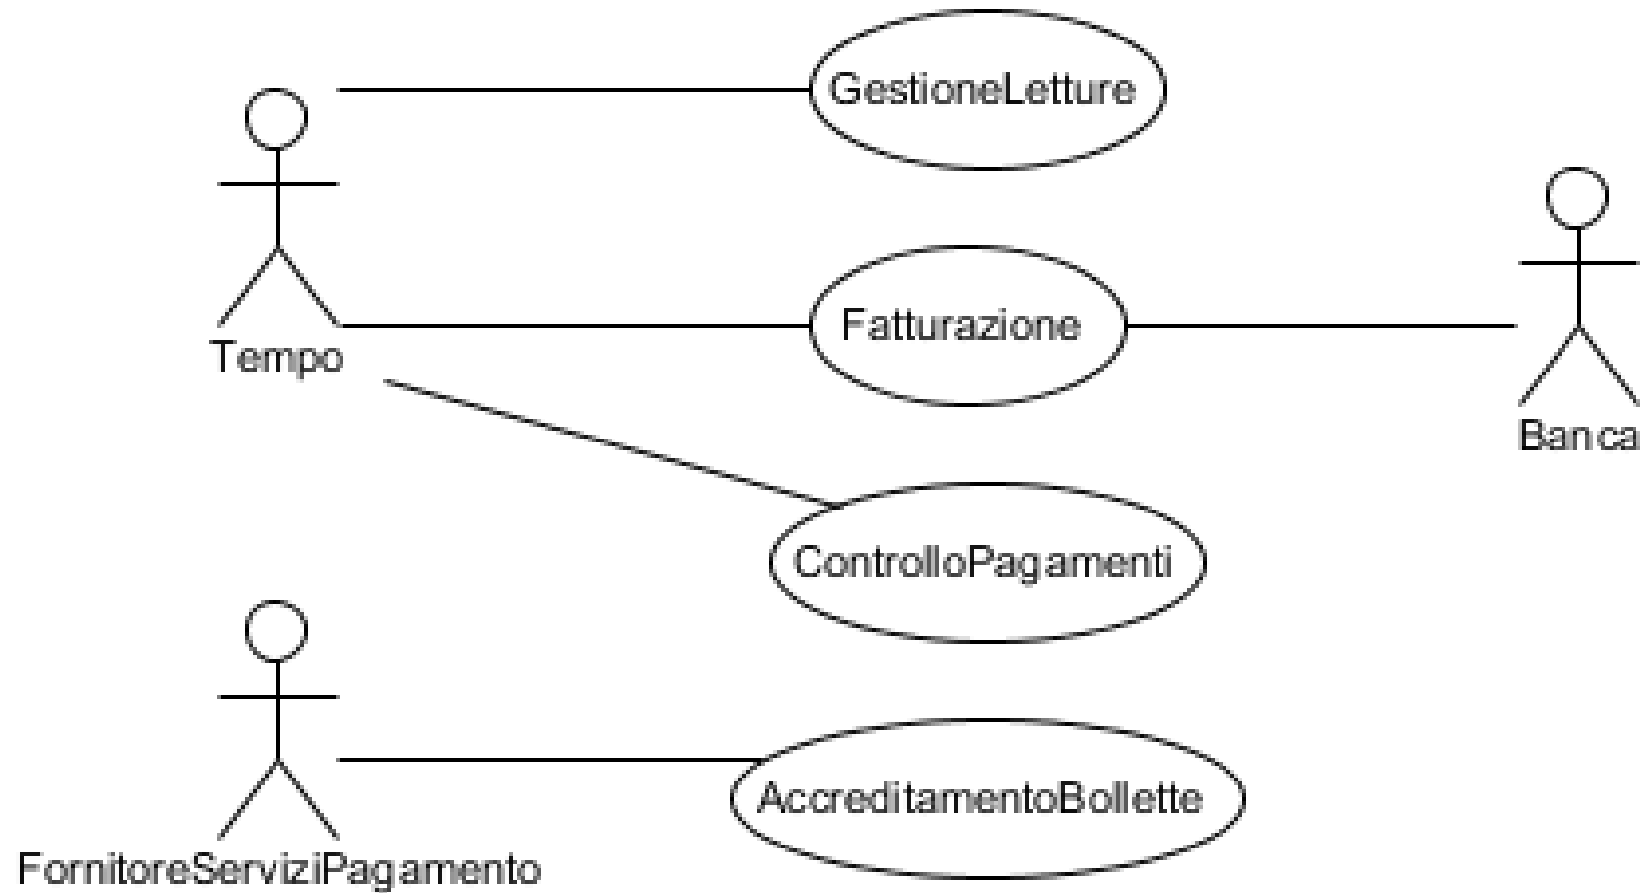 GestioneLetture
Fatturazione
Tempo
Banca
ControlloPagamenti
AccreditamentoBollette
FornitoreServiziPagamento